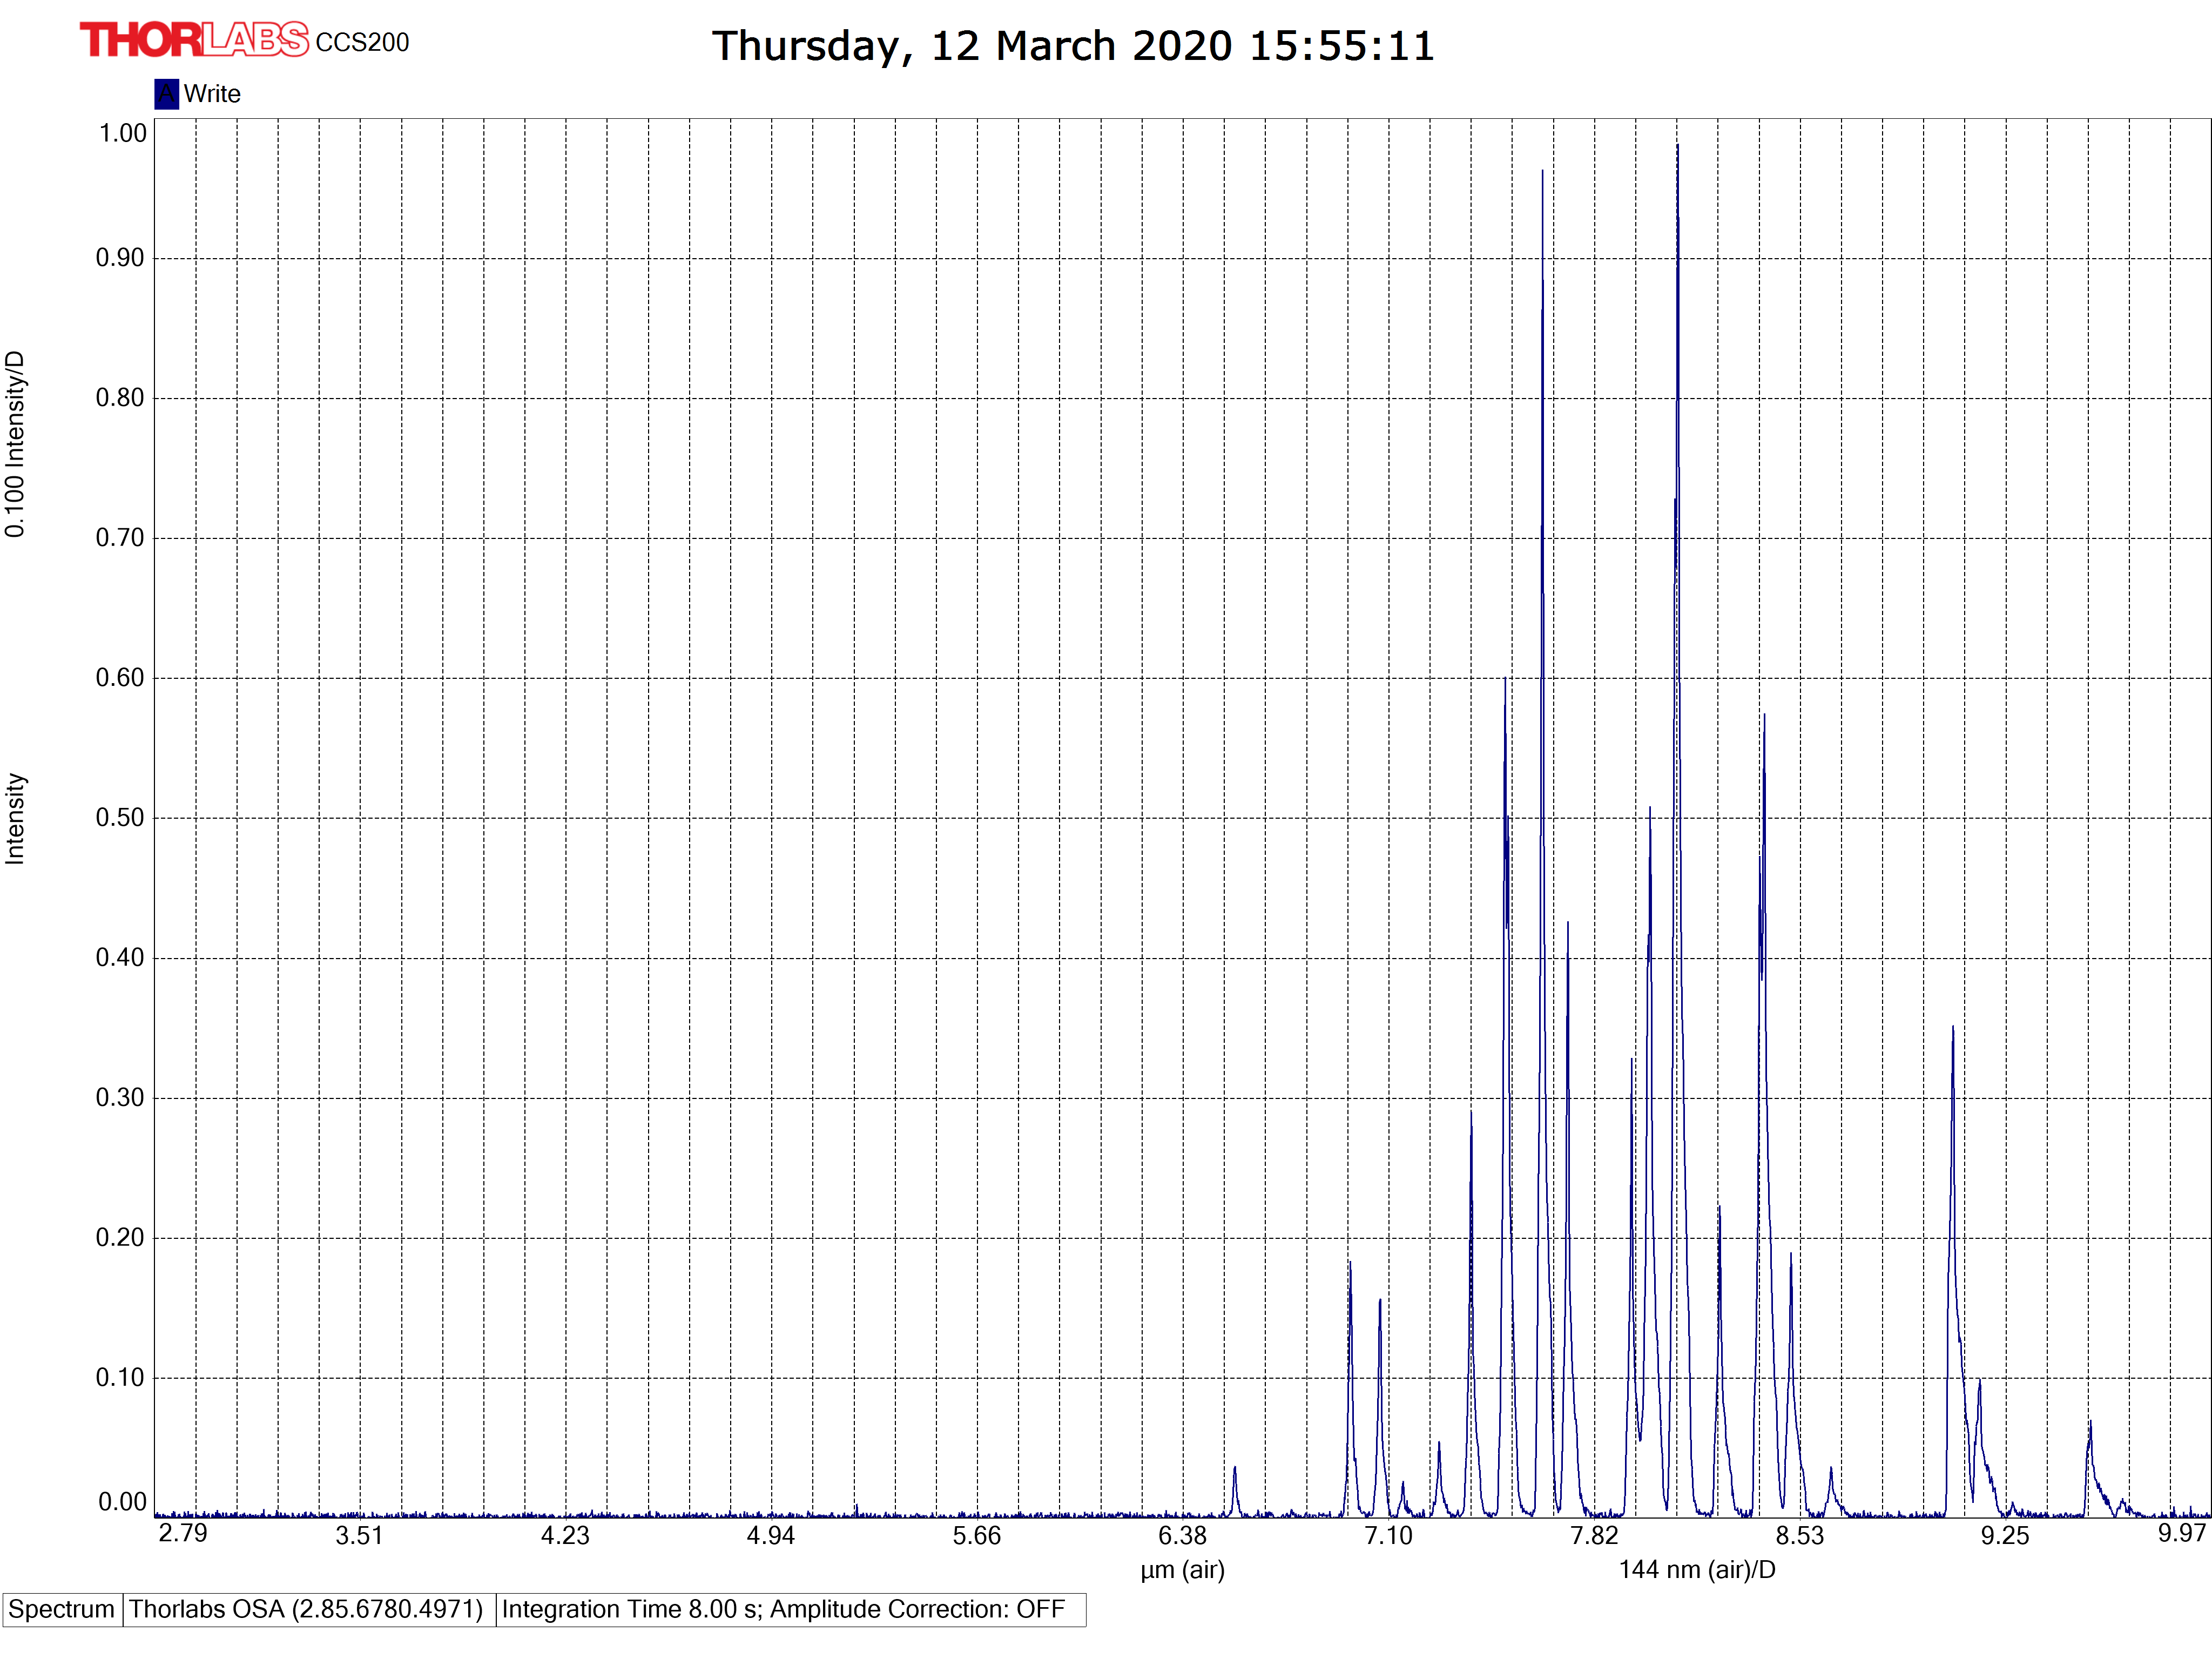 THORLABS CCS200
Thursday, 12 March 2020 15:55:11
A Write
1.00
0.90
0.80
0.70
0.60
0.50
0.40
0.30
0.20
0.10
0.00
0.100 Intensity/D
Intensity
2.79 3.51 4.23 4.94 5.66 6.38 7.10 7.82 8.53 9.25 9.97
µm (air) 144 nm (air)/D
Spectrum Thorlabs OSA (2.85.6780.4971) Integration Time 8.00 s; Amplitude Correction: OFF